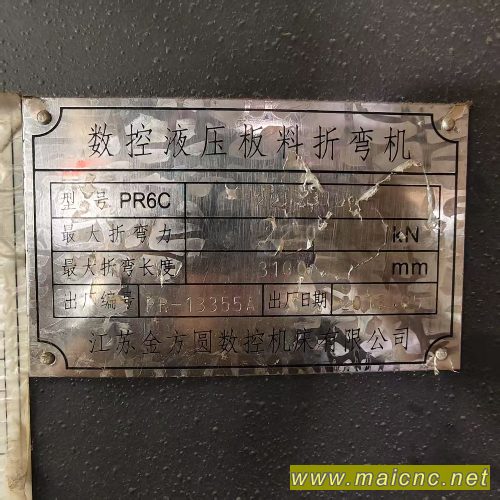 数控液压板料折弯机
型号 PR6C
最大折弯力 kN
最大折弯长度 3100 mm
出厂编号 PR-13355A 出厂日期
江苏金方圆数控机床有限公司
www.maicnc.net